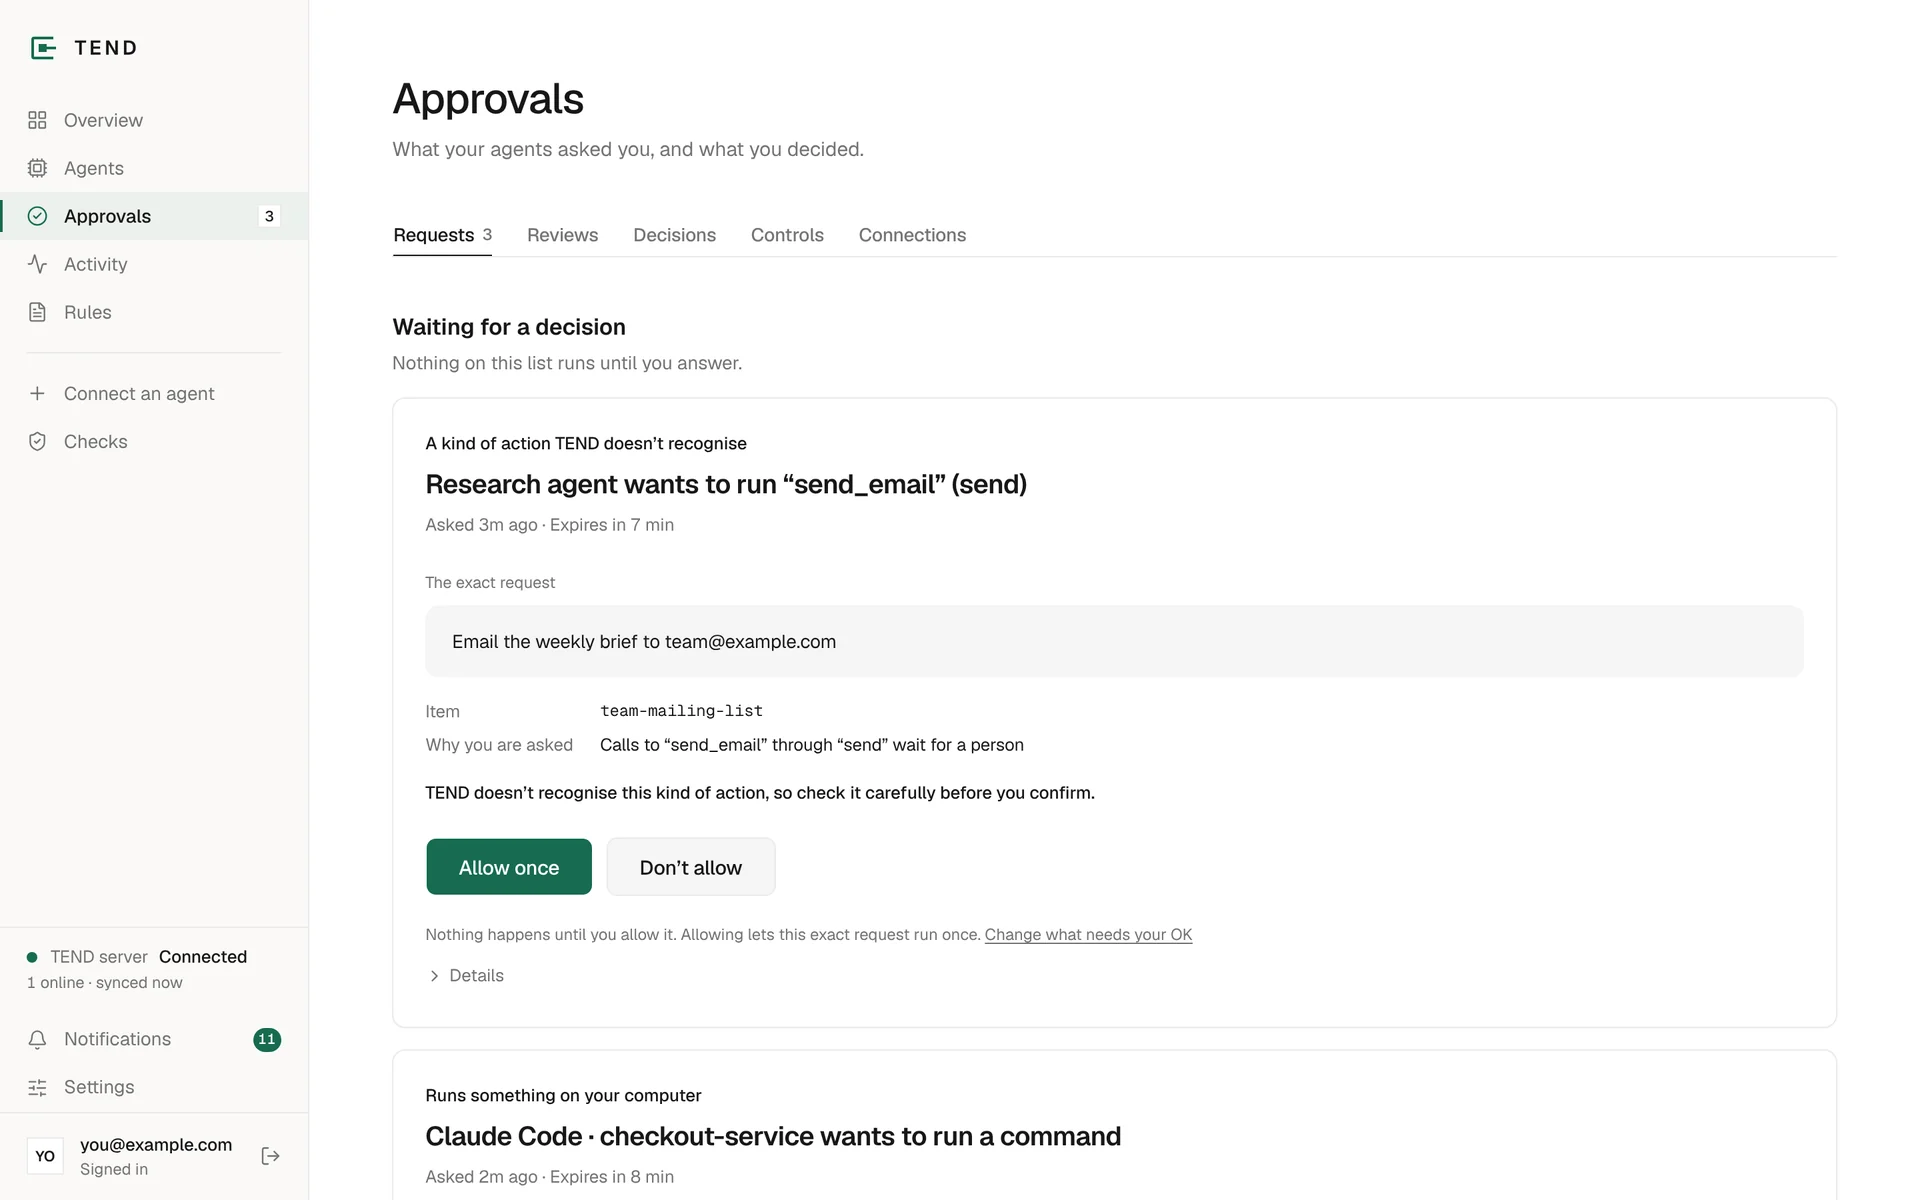 TEND
Overview
Agents
Approvals 3
Activity
Rules
Connect an agent
Checks
TEND server Connected
1 online · synced now
Notifications 11
Settings
YO
you@example.com
Signed in
Approvals
What your agents asked you, and what you decided.
Requests 3 Reviews Decisions Controls Connections
Waiting for a decision
Nothing on this list runs until you answer.
A kind of action TEND doesn’t recognise
Research agent wants to run “send_email” (send)
Asked 3m ago · Expires in 7 min
The exact request
Email the weekly brief to team@example.com
Item team-mailing-list
Why you are asked Calls to “send_email” through “send” wait for a person
TEND doesn’t recognise this kind of action, so check it carefully before you confirm.
Allow once Don’t allow
Nothing happens until you allow it. Allowing lets this exact request run once. Change what needs your OK
Details
Runs something on your computer
Claude Code · checkout-service wants to run a command
Asked 2m ago · Expires in 8 min